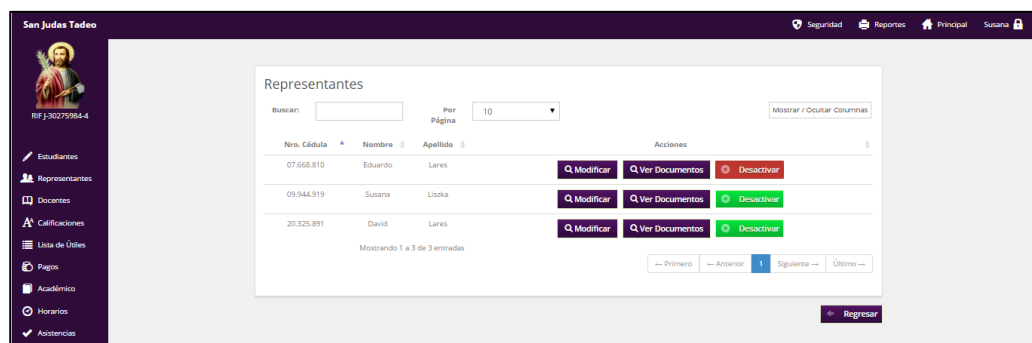 San Judas Tadeo
Seguridad Reportes Principal Susana
RIF J-30275984-4
Estudiantes
Representantes
Docentes
Calificaciones
Lista de Útiles
Pagos
Académico
Horarios
Asistencias
Representantes
Buscar: Por Página 10 Mostrar / Ocultar Columnas
Nro. Cédula Nombre Apellido Acciones
07.668.810 Eduardo Lares Modificar Ver Documentos Desactivar
09.944.919 Susana Liszka Modificar Ver Documentos Desactivar
20.325.891 David Lares Modificar Ver Documentos Desactivar
Mostrando 1 a 3 de 3 entradas
← Primero ← Anterior 1 Siguiente → Último →
Regresar